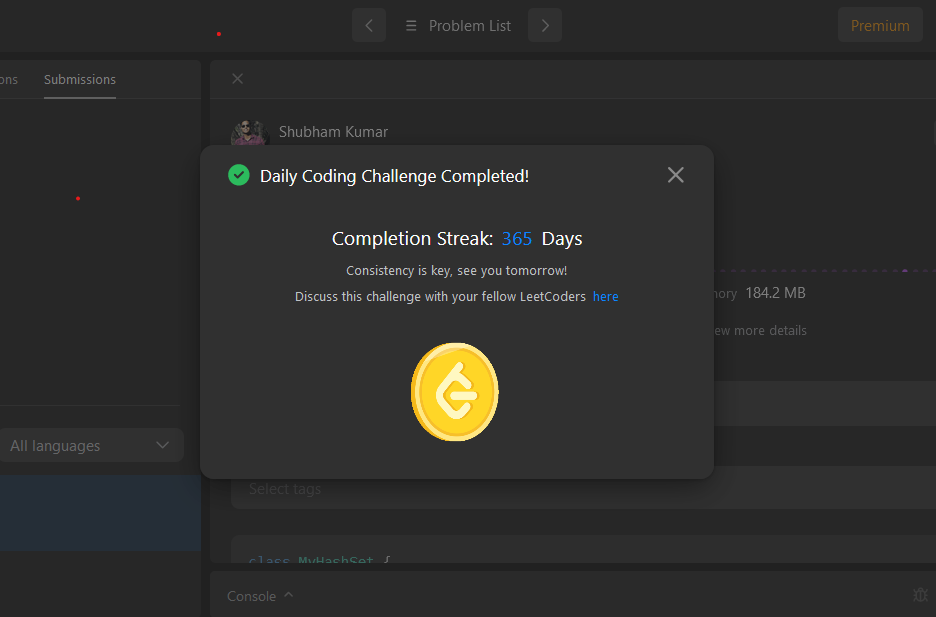 Problem List
Premium
ons
Submissions
Shubham Kumar
Daily Coding Challenge Completed!
Completion Streak: 365 Days
Consistency is key, see you tomorrow!
Discuss this challenge with your fellow LeetCoders here
mory 184.2 MB
ew more details
All languages
Select tags
class MyHashSet {
Console